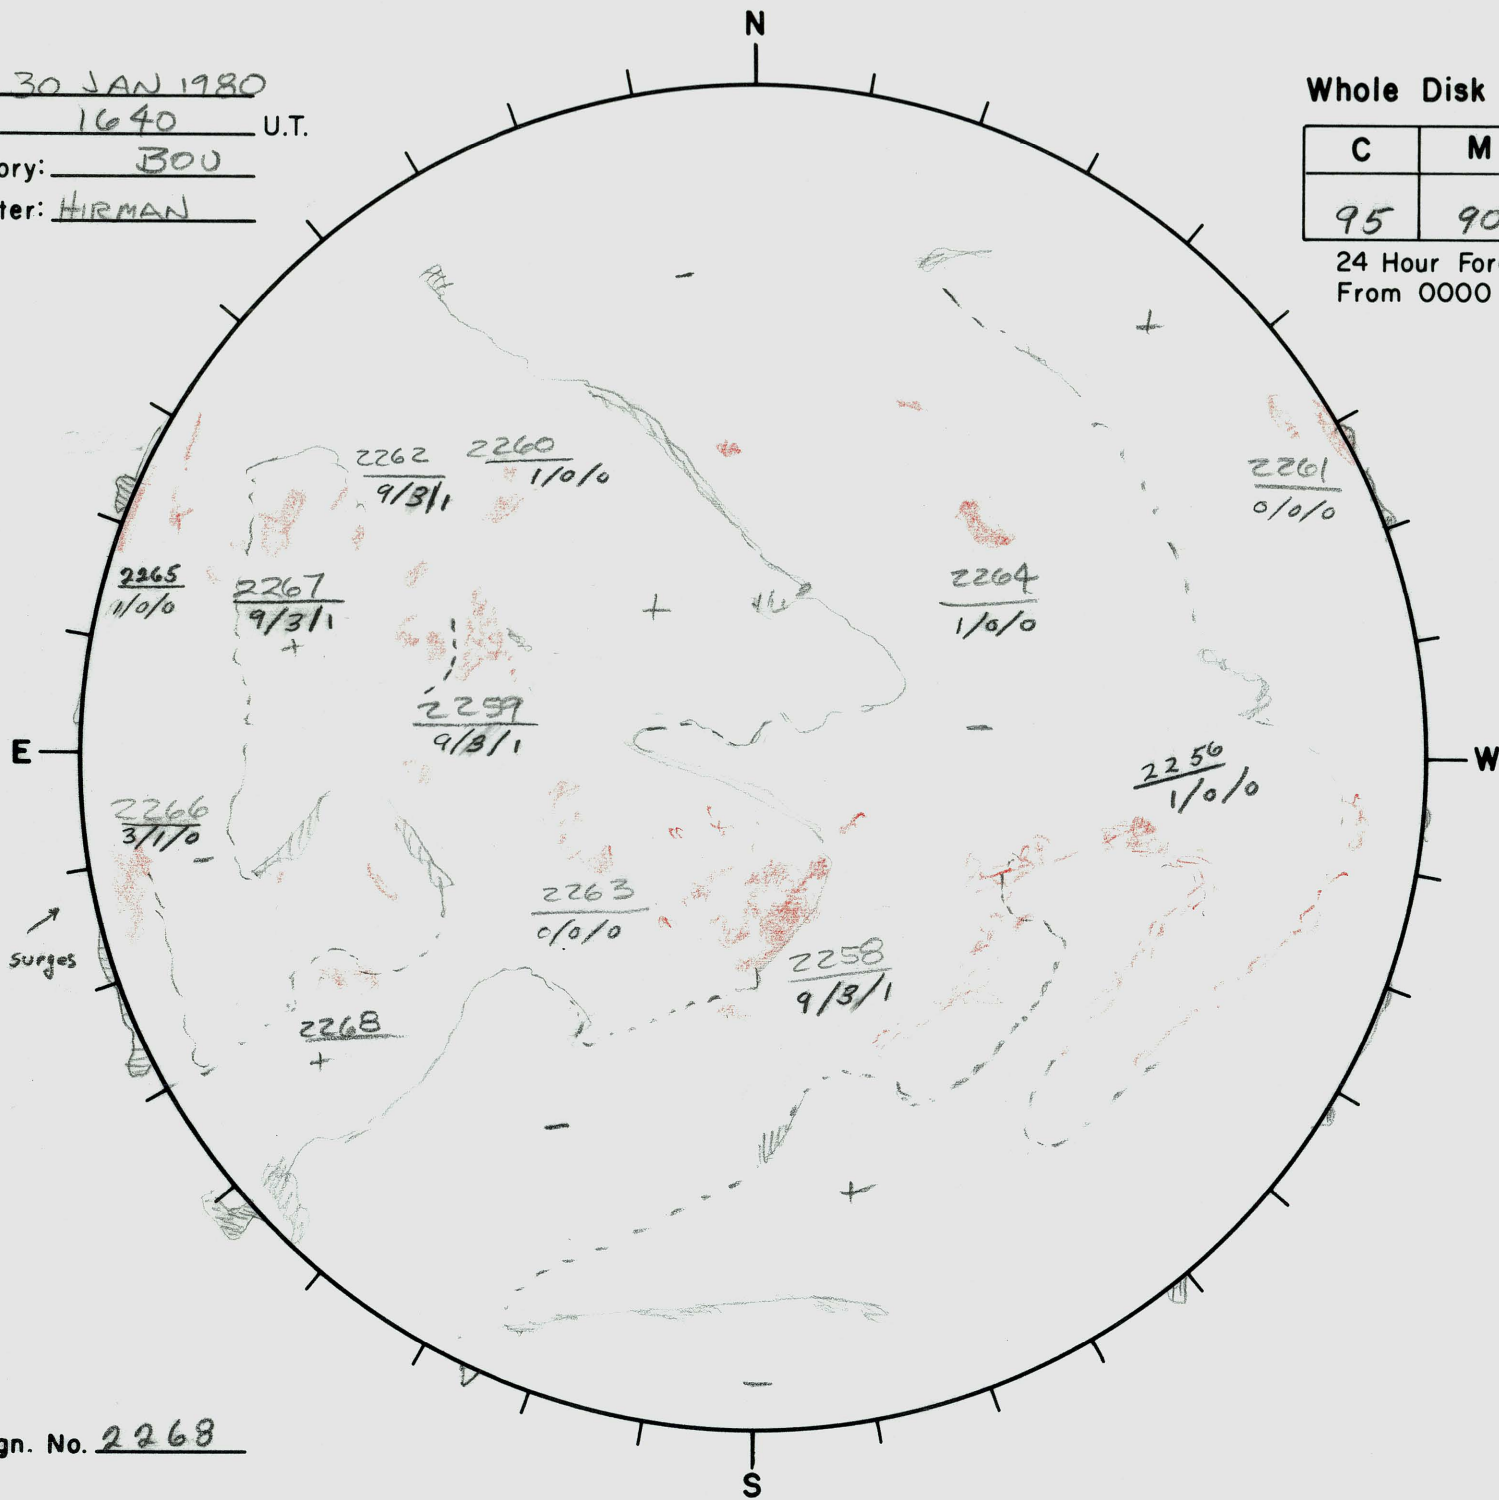 N
30 JAN 1980
1640 U.T.
ory: BOU
ter: HIRMAN
Whole Disk
C M
95 90
24 Hour For
From 0000
-
+
2262
9/3/1
2260
1/0/0
2261
0/0/0
2265
1/0/0
2267
9/3/1
+
+
2264
1/0/0
2259
9/3/1
-
E
W
2256
1/0/0
2266
3/1/0
-
2263
0/0/0
surges
2258
9/3/1
2268
+
-
+
-
gn. No. 2268
S